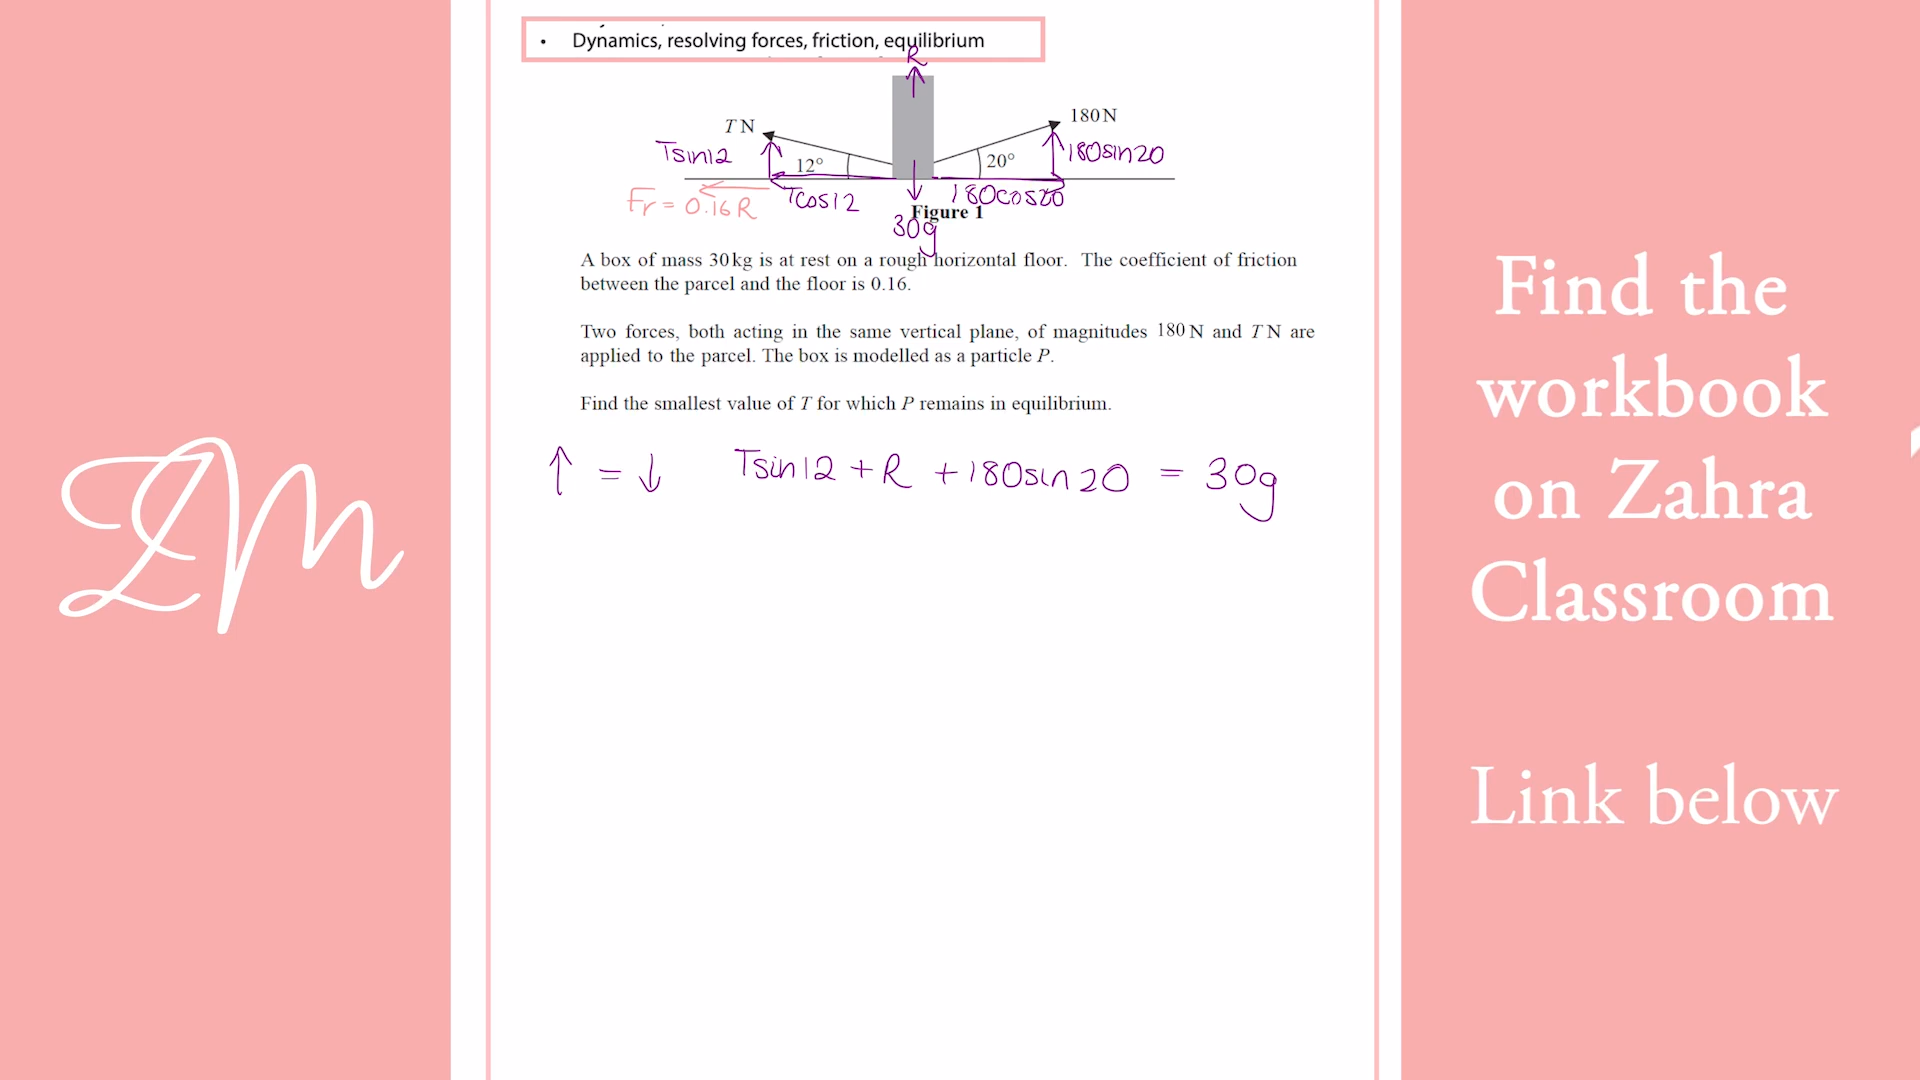 • Dynamics, resolving forces, friction, equilibrium
R
T N
180 N
Tsin12
12°
20°
180sin20
Fr = 0.16R
Tcos12
180cos20
Figure 1
30g
A box of mass 30 kg is at rest on a rough horizontal floor. The coefficient of friction
between the parcel and the floor is 0.16.
Two forces, both acting in the same vertical plane, of magnitudes 180 N and T N are
applied to the parcel. The box is modelled as a particle P.
Find the smallest value of T for which P remains in equilibrium.
↑ = ↓ Tsin12 + R + 180sin20 = 30g
ZM
Find the
workbook
on Zahra
Classroom
Link below